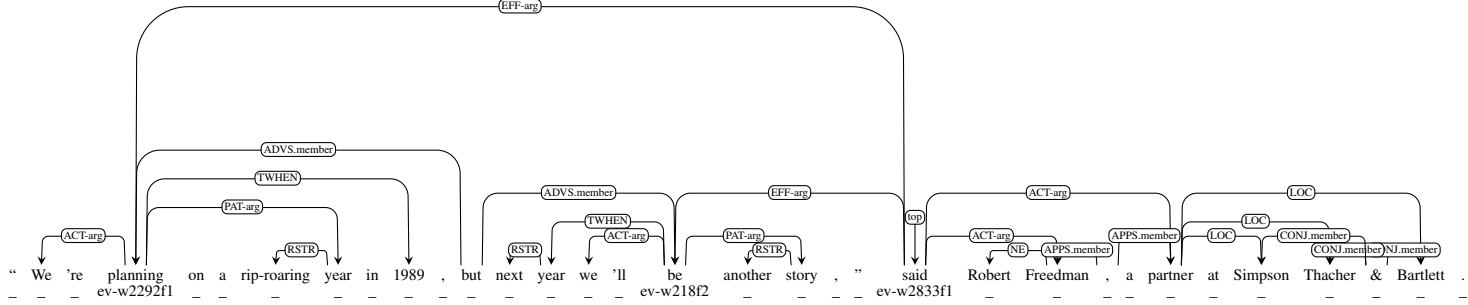 EFF-arg
ADVS.member
TWHEN
ADVS.member EFF-arg ACT-arg LOC
PAT-arg top TWHEN LOC
ACT-arg ACT-arg PAT-arg ACT-arg APPS.member LOC CONJ.member
RSTR RSTR RSTR NE APPS.member CONJ.member NJ.member
“ We ’re planning on a rip-roaring year in 1989 , but next year we ’ll be another story , ” said Robert Freedman , a partner at Simpson Thacher & Bartlett .
_ _ _ ev-w2292f1 _ _ _ _ _ _ _ _ _ _ _ _ ev-w218f2 _ _ _ _ ev-w2833f1 _ _ _ _ _ _ _ _ _ _ _